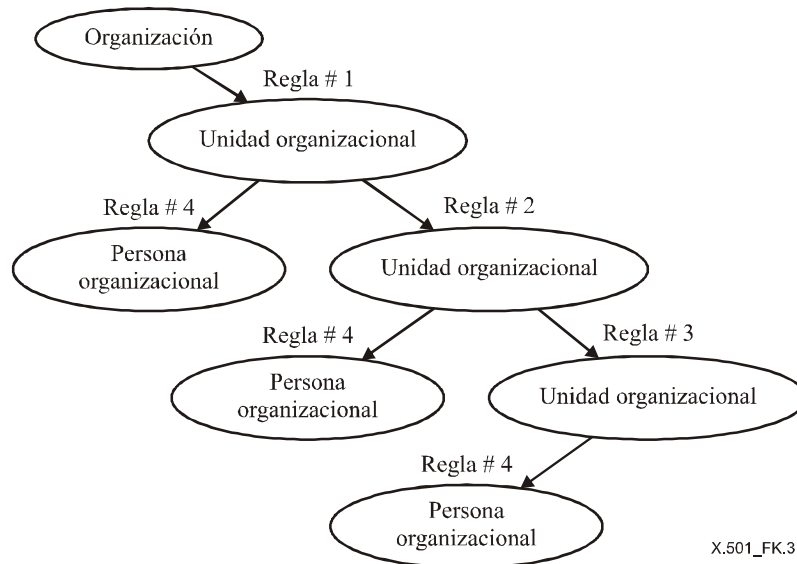 Organización
Regla # 1
Unidad organizacional
Regla # 4
Regla # 2
Persona
organizacional
Unidad organizacional
Regla # 4
Regla # 3
Persona
organizacional
Unidad organizacional
Regla # 4
Persona
organizacional
X.501_FK.3